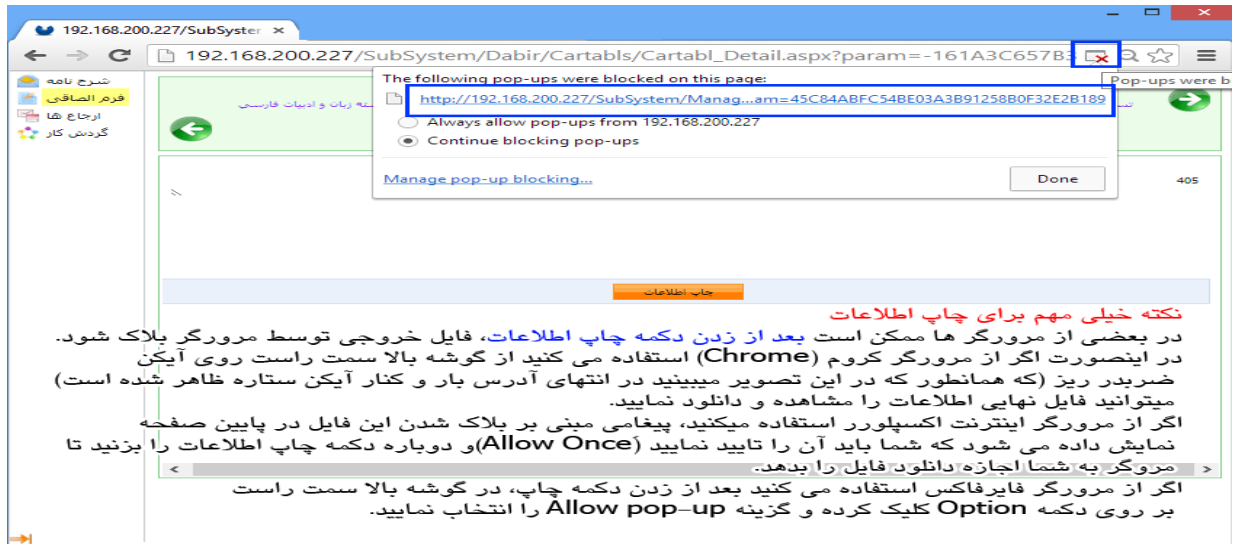 192.168.200.227/SubSyster
192.168.200.227/SubSystem/Dabir/Cartabls/Cartabl_Detail.aspx?param=-161A3C657B3
Pop-ups were b
The following pop-ups were blocked on this page:
http://192.168.200.227/SubSystem/Manag...am=45C84ABFC54BE03A3B91258B0F32E2B189
Always allow pop-ups from 192.168.200.227
Continue blocking pop-ups
Manage pop-up blocking...
Done
شرح نامه
فرم الصاقی
ارجاع ها
گردش کار
زبان و ادبیات فارسی
405
چاپ اطلاعات
نکته خیلی مهم برای چاپ اطلاعات
در بعضی از مرورگر ها ممکن است بعد از زدن دکمه چاپ اطلاعات، فایل خروجی توسط مرورگر بلاک شود.
در اینصورت اگر از مرورگر کروم (Chrome) استفاده می کنید از گوشه بالا سمت راست روی آیکن
ضربدر ریز (که همانطور که در این تصویر میبینید در انتهای آدرس بار و کنار آیکن ستاره ظاهر شده است)
میتوانید فایل نهایی اطلاعات را مشاهده و دانلود نمایید.
اگر از مرورگر اینترنت اکسپلورر استفاده میکنید، پیغامی مبنی بر بلاک شدن این فایل در پایین صفحه
نمایش داده می شود که شما باید آن را تایید نمایید (Allow Once)و دوباره دکمه چاپ اطلاعات را بزنید تا
مروگر به شما اجازه دانلود فایل را بدهد.
اگر از مرورگر فایرفاکس استفاده می کنید بعد از زدن دکمه چاپ، در گوشه بالا سمت راست
بر روی دکمه Option کلیک کرده و گزینه Allow pop-up را انتخاب نمایید.